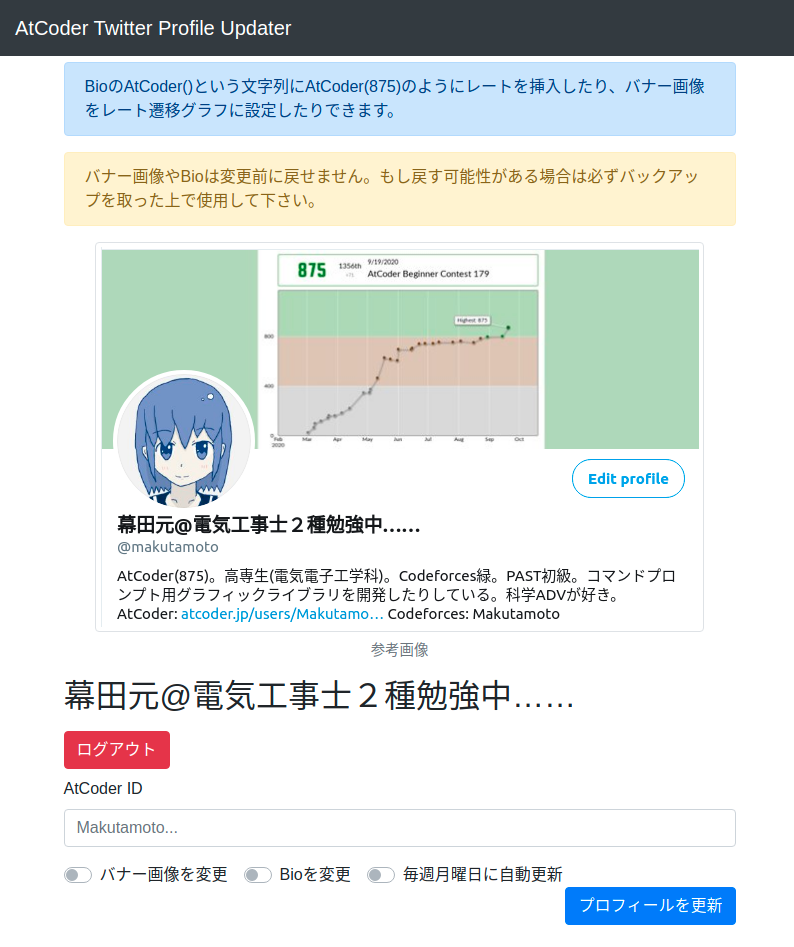 AtCoder Twitter Profile Updater
BioのAtCoder()という文字列にAtCoder(875)のようにレートを挿入したり、バナー画像
をレート遷移グラフに設定したりできます。
バナー画像やBioは変更前に戻せません。もし戻す可能性がある場合は必ずバックアッ
プを取った上で使用して下さい。
875 1356th 9/19/2020
+71 AtCoder Beginner Contest 179
Highest: 875
800
400
0
Feb Mar Apr May Jun Jul Aug Sep Oct
2020
Edit profile
幕田元@電気工事士２種勉強中……
@makutamoto
AtCoder(875)。高専生(電気電子工学科)。Codeforces緑。PAST初級。コマンドプロ
ンプト用グラフィックライブラリを開発したりしている。科学ADVが好き。
AtCoder: atcoder.jp/users/Makutamo… Codeforces: Makutamoto
参考画像
幕田元@電気工事士２種勉強中……
ログアウト
AtCoder ID
Makutamoto...
バナー画像を変更 Bioを変更 毎週月曜日に自動更新
プロフィールを更新